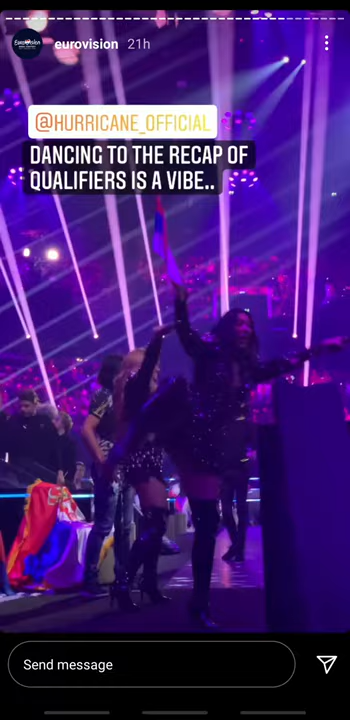 eurovision 21h
@HURRICANE_OFFICIAL
DANCING TO THE RECAP OF
QUALIFIERS IS A VIBE..
Send message